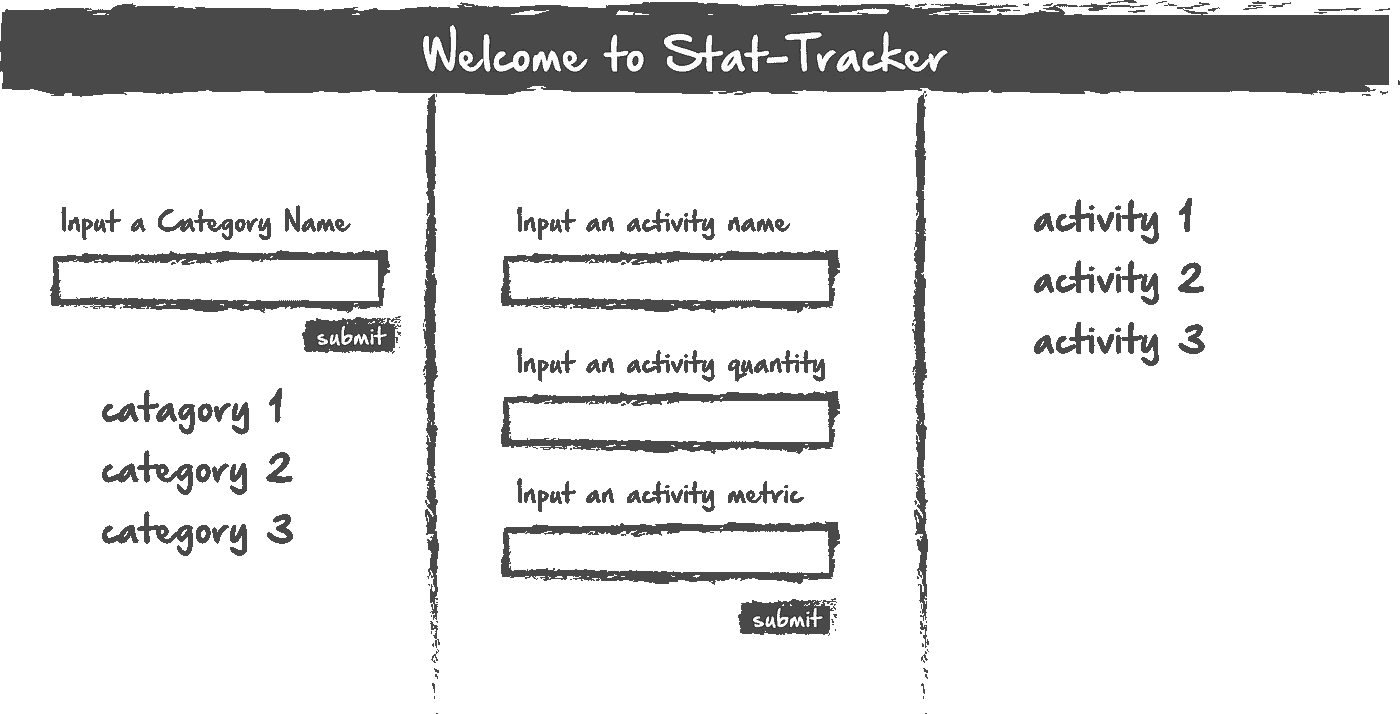 Welcome to Stat-Tracker
Input a Category Name
submit
catagory 1
category 2
category 3
Input an activity name
Input an activity quantity
Input an activity metric
submit
activity 1
activity 2
activity 3